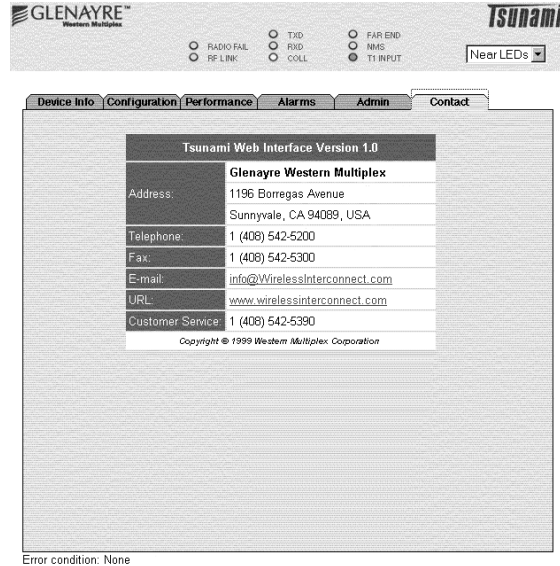 GLENAYRE™
Western Multiplex
Tsunami
TXD
FAR END
RADIO FAIL
RXD
NMS
RF LINK
COLL
T1 INPUT
Near LEDs
Device Info Configuration Performance Alarms Admin Contact
Tsunami Web Interface Version 1.0
Glenayre Western Multiplex
Address: 1196 Borregas Avenue
Sunnyvale, CA 94089, USA
Telephone: 1 (408) 542-5200
Fax: 1 (408) 542-5300
E-mail: info@WirelessInterconnect.com
URL: www.wirelessinterconnect.com
Customer Service: 1 (408) 542-5390
Copyright © 1999 Western Multiplex Corporation
Error condition: None